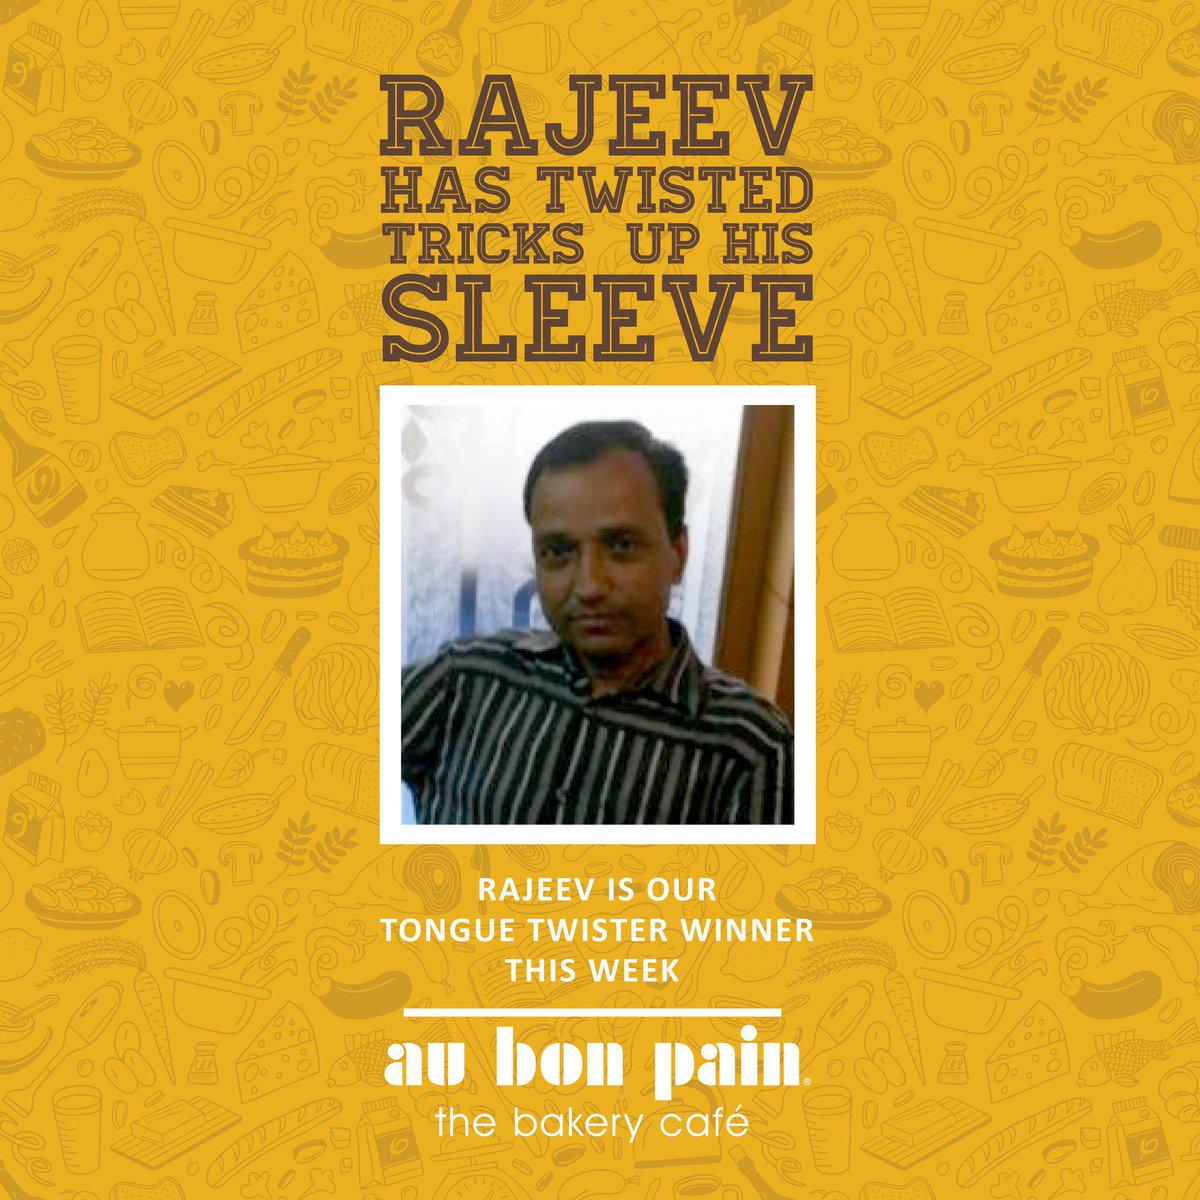 RAJEEV
HAS TWISTED
TRICKS UP HIS
SLEEVE
RAJEEV IS OUR
TONGUE TWISTER WINNER
THIS WEEK
au bon pain®
the bakery café